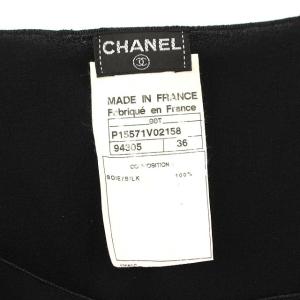 CHANEL
MADE IN FRANCE
Fabriqué en France
P15571V02158
94305 36
SOIE/SILK 100%